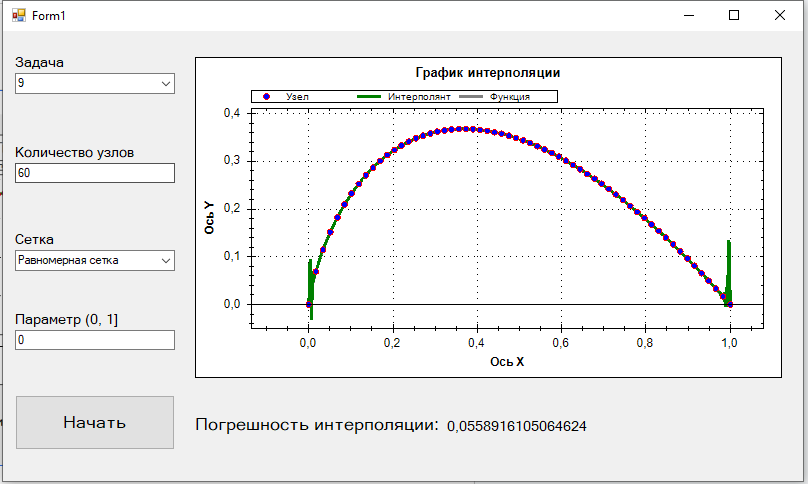 Form1
Задача
9
Количество узлов
60
Сетка
Равномерная сетка
Параметр (0, 1]
0
Начать
График интерполяции
Узел Интерполянт Функция
Ось Y
0,4
0,3
0,2
0,1
0,0
0,0 0,2 0,4 0,6 0,8 1,0
Ось X
Погрешность интерполяции: 0,0558916105064624